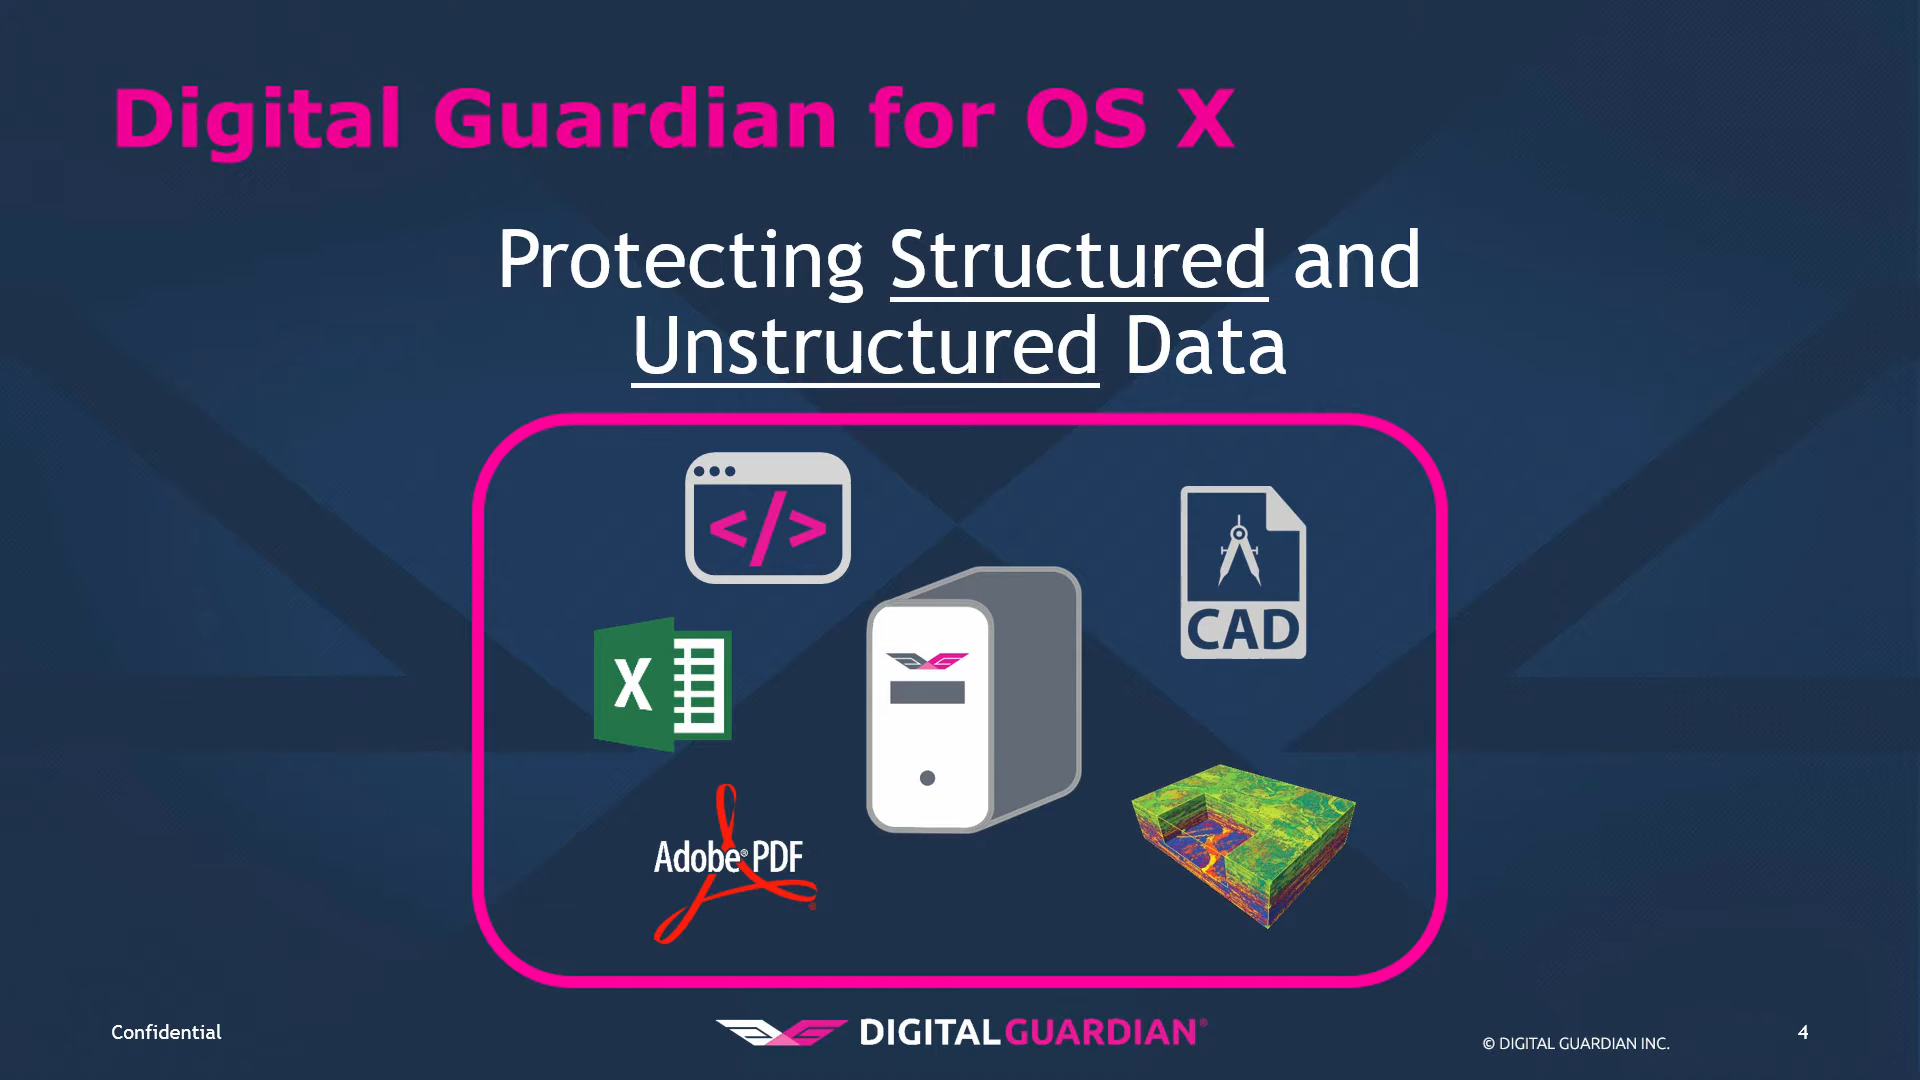 Digital Guardian for OS X
Protecting Structured and
Unstructured Data
</>
CAD
X
Adobe® PDF
®
Confidential
DIGITALGUARDIAN®
© DIGITAL GUARDIAN INC.
4